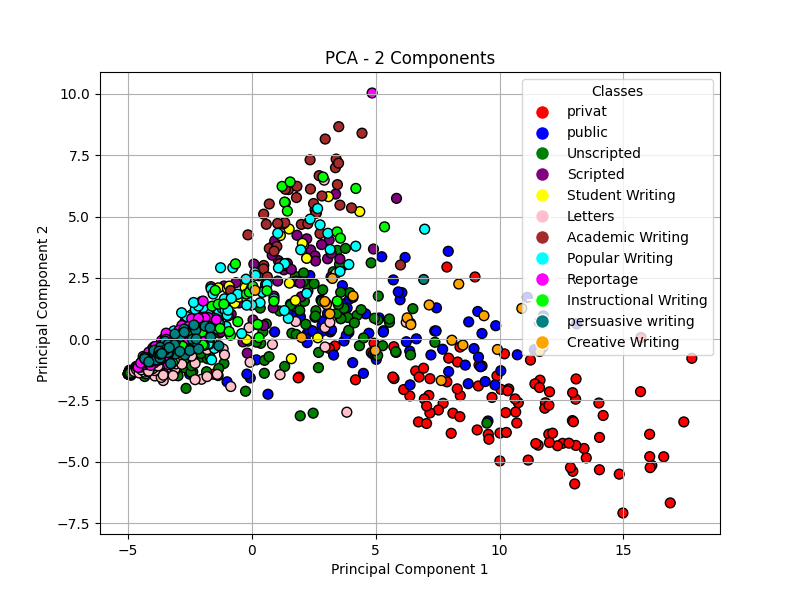 PCA - 2 Components
Principal Component 2
10.0
7.5
5.0
2.5
0.0
−2.5
−5.0
−7.5
Classes
privat
public
Unscripted
Scripted
Student Writing
Letters
Academic Writing
Popular Writing
Reportage
Instructional Writing
persuasive writing
Creative Writing
−5
0
5
10
15
Principal Component 1